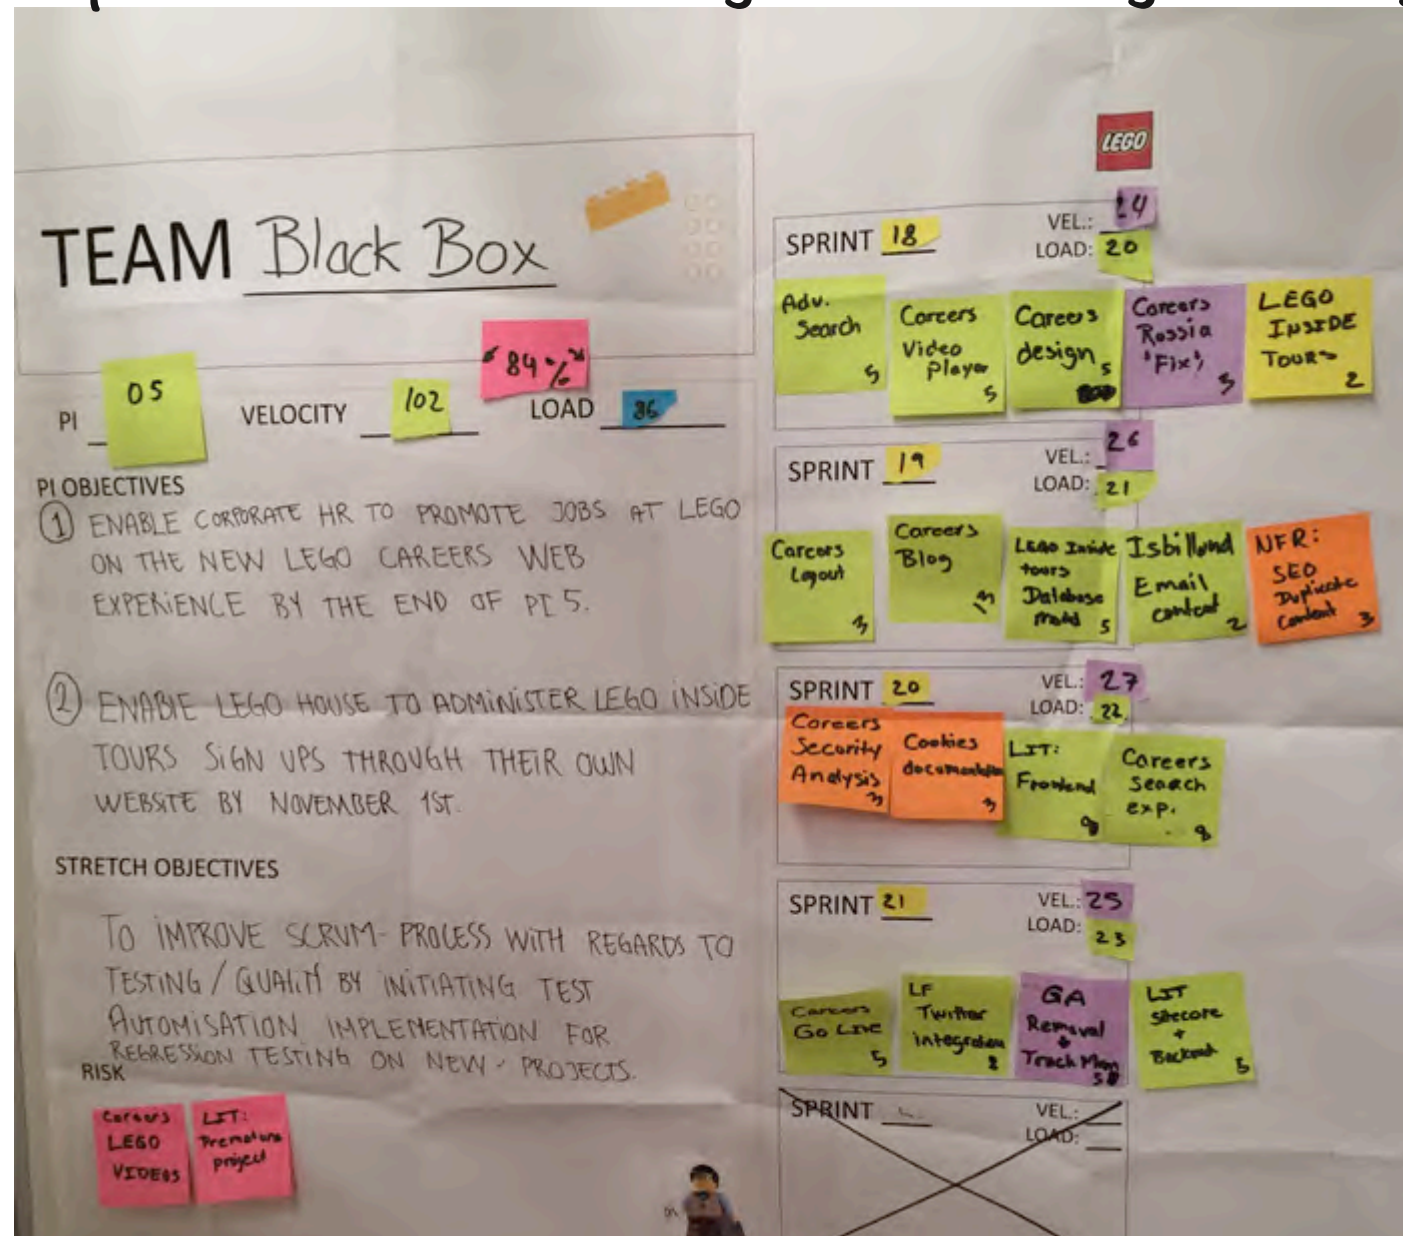 LEGO
TEAM Black Box
PI 05 VELOCITY 102 "84%" LOAD 86
PI OBJECTIVES
① ENABLE CORPORATE HR TO PROMOTE JOBS AT LEGO
ON THE NEW LEGO CAREERS WEB
EXPERIENCE BY THE END OF PI 5.
② ENABLE LEGO HOUSE TO ADMINISTER LEGO INSIDE
TOURS SIGN UPS THROUGH THEIR OWN
WEBSITE BY NOVEMBER 1ST.
STRETCH OBJECTIVES
TO IMPROVE SCRUM-PROCESS WITH REGARDS TO
TESTING / QUALITY BY INITIATING TEST
AUTOMISATION IMPLEMENTATION FOR
REGRESSION TESTING ON NEW - PROJECTS.
RISK
Careers
LEGO
VIDEOS
LIT:
Premature
project
SPRINT 18 VEL.: 24
LOAD: 20
Adv.
Search
5
Careers
Video
Player
5
Careers
design
5
Careers
Russia
"Fix"
3
LEGO
INSIDE
TOURS
2
SPRINT 19 VEL.: 26
LOAD: 21
Careers
Layout
3
Careers
Blog
13
LEGO Inside
tours
Database
5
Email
2
NFR:
SEO
Duplicate
Content
3
SPRINT 20 VEL.: 27
LOAD: 22
Careers
Security
Analysis
3
Cookies
documentation
3
LIT:
Frontend
8
Careers
Search
exp.
8
SPRINT 21 VEL.: 25
LOAD: 23
Careers
Go Live
5
LF
Twitter
integration
8
GA
Removal
+
Track Man
5
LIT
Sitecore
+
5
SPRINT VEL.:
LOAD: